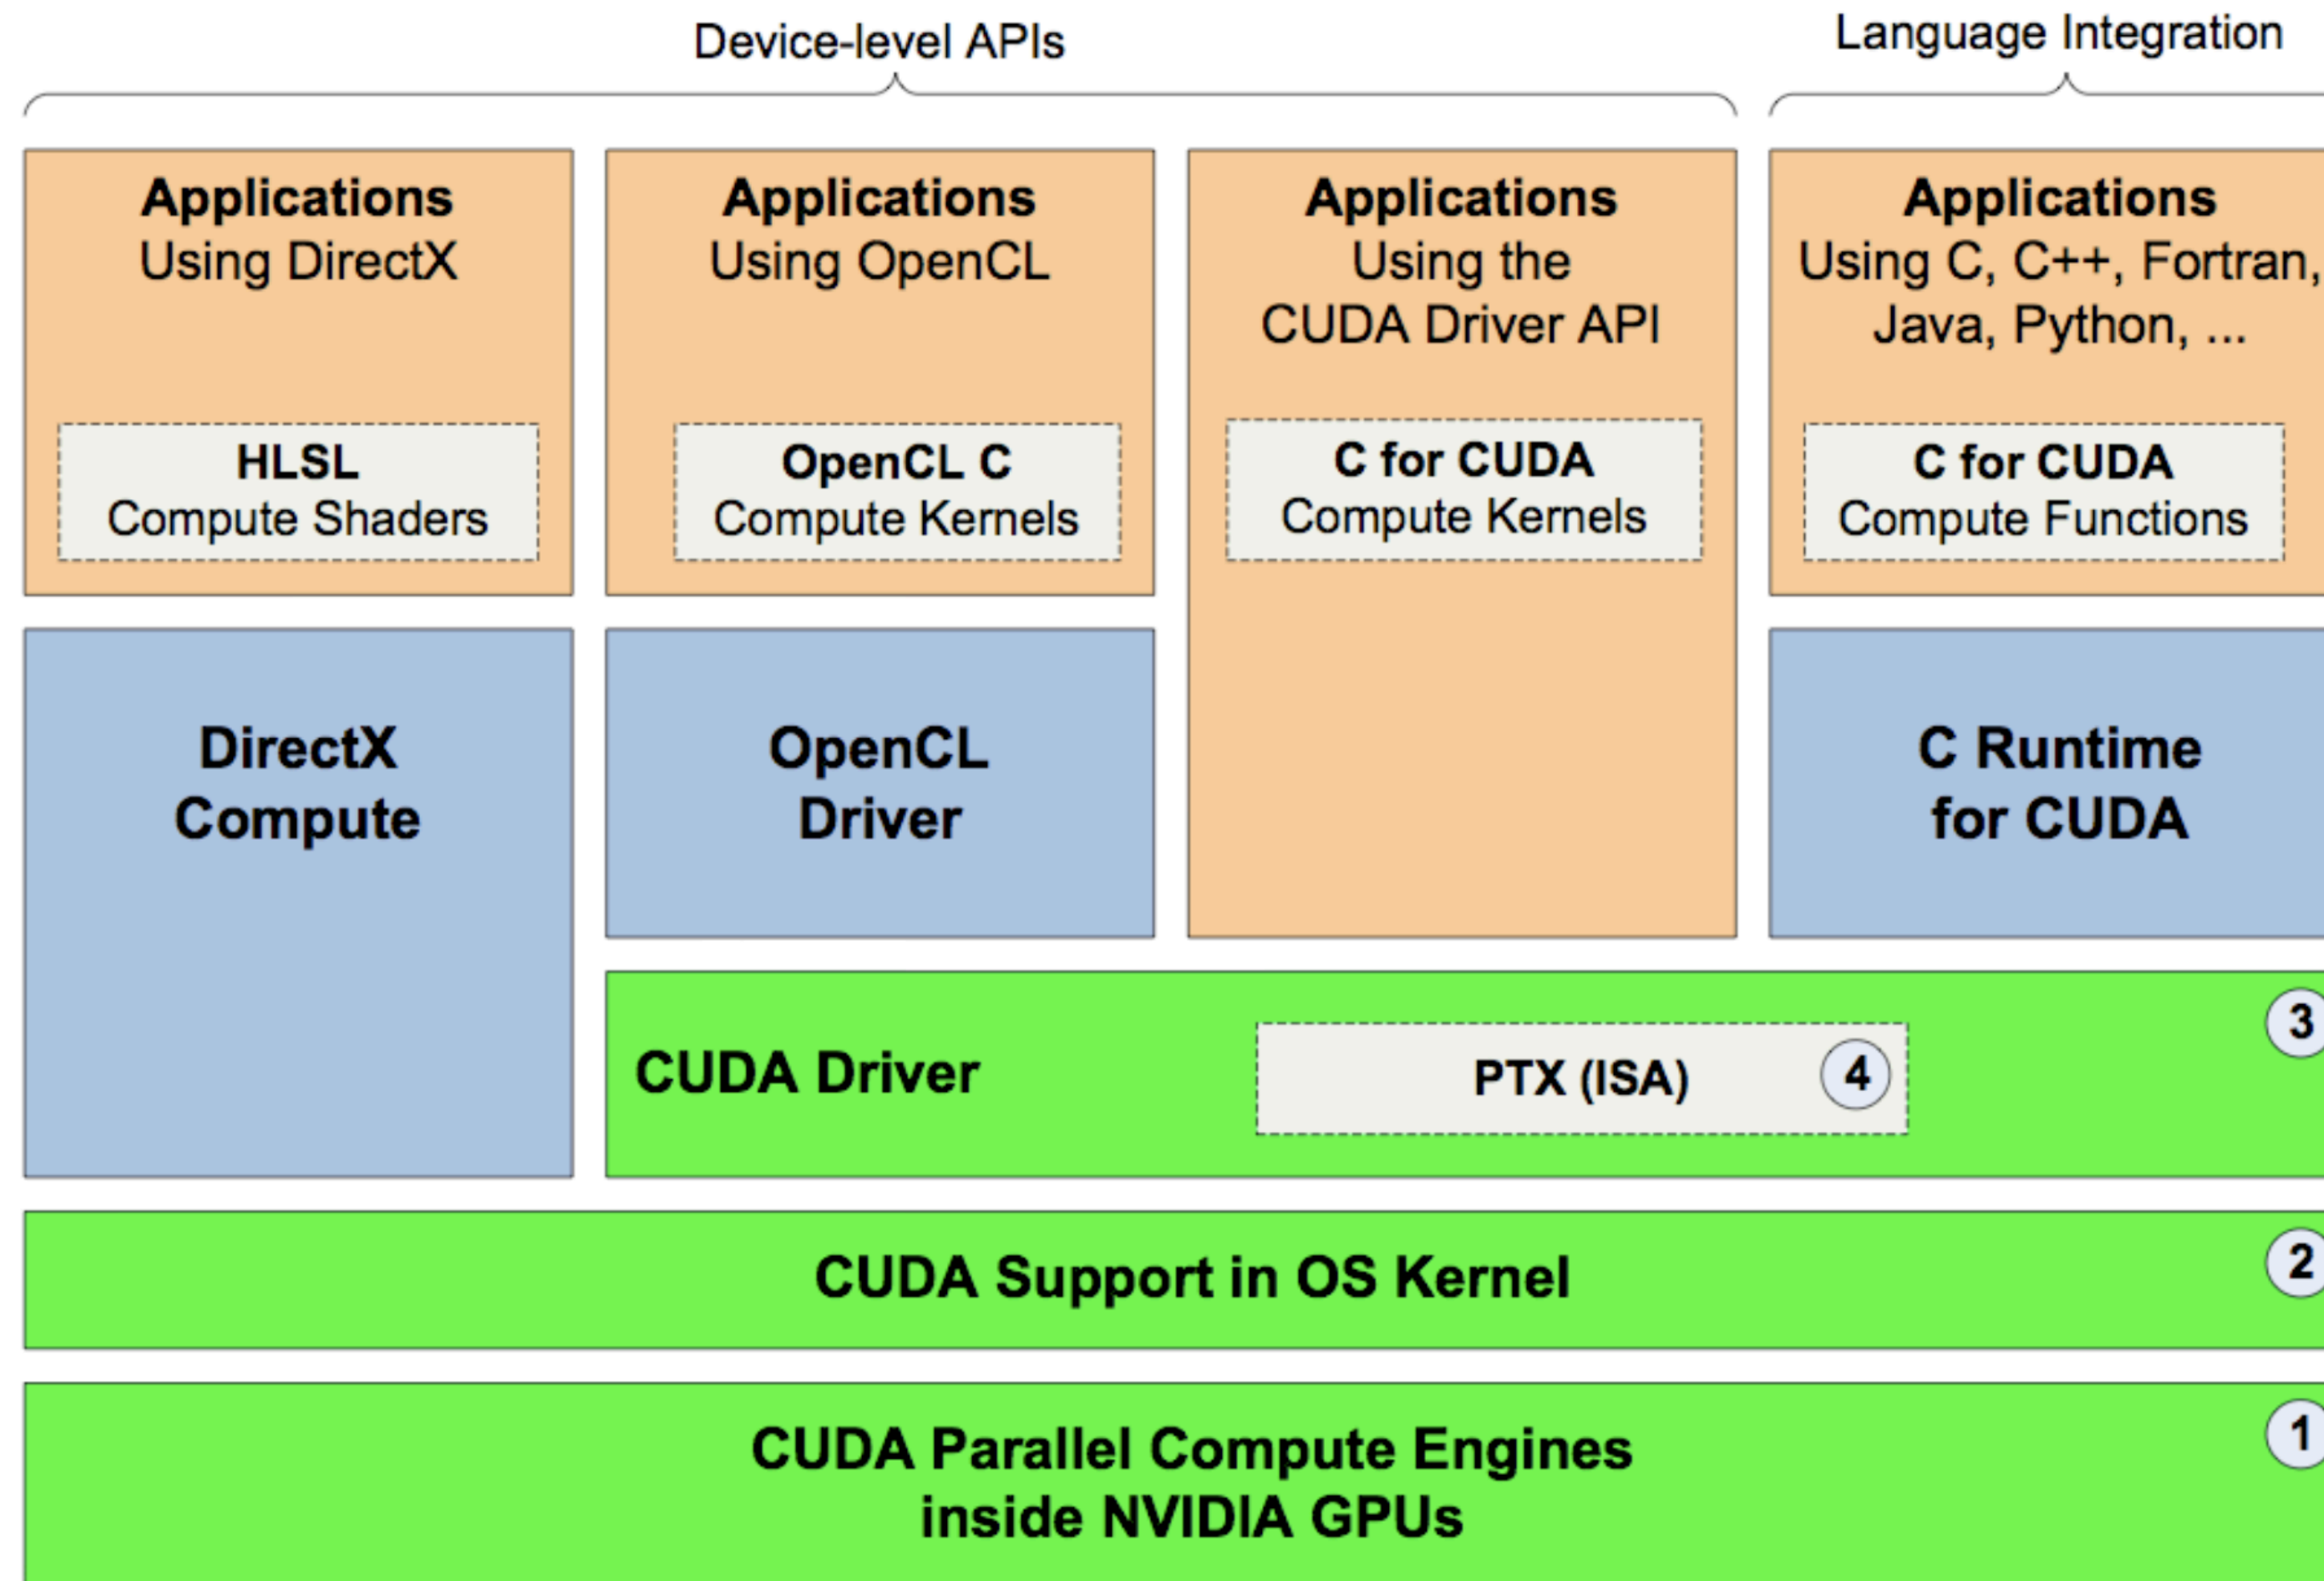 Device-level APIs
Language Integration
Applications
Using DirectX
HLSL
Compute Shaders
Applications
Using OpenCL
OpenCL C
Compute Kernels
Applications
Using the
CUDA Driver API
C for CUDA
Compute Kernels
Applications
Using C, C++, Fortran,
Java, Python, ...
C for CUDA
Compute Functions
DirectX
Compute
OpenCL
Driver
C Runtime
for CUDA
CUDA Driver
PTX (ISA)
4
3
CUDA Support in OS Kernel
2
CUDA Parallel Compute Engines
inside NVIDIA GPUs
1